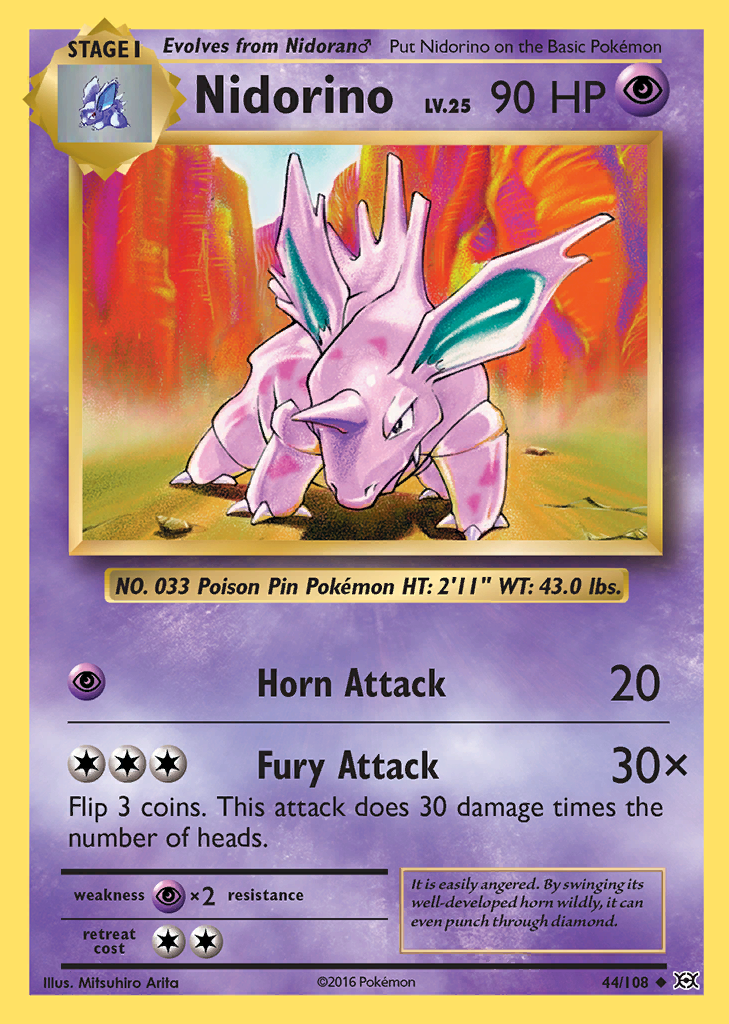 STAGE 1
Evolves from Nidoran♂
Put Nidorino on the Basic Pokémon
Nidorino LV.25 90 HP
NO. 033 Poison Pin Pokémon HT: 2'11" WT: 43.0 lbs.
Horn Attack 20
Fury Attack 30×
Flip 3 coins. This attack does 30 damage times the
number of heads.
weakness ×2 resistance
retreat
cost
It is easily angered. By swinging its
well-developed horn wildly, it can
even punch through diamond.
Illus. Mitsuhiro Arita
©2016 Pokémon
44/108